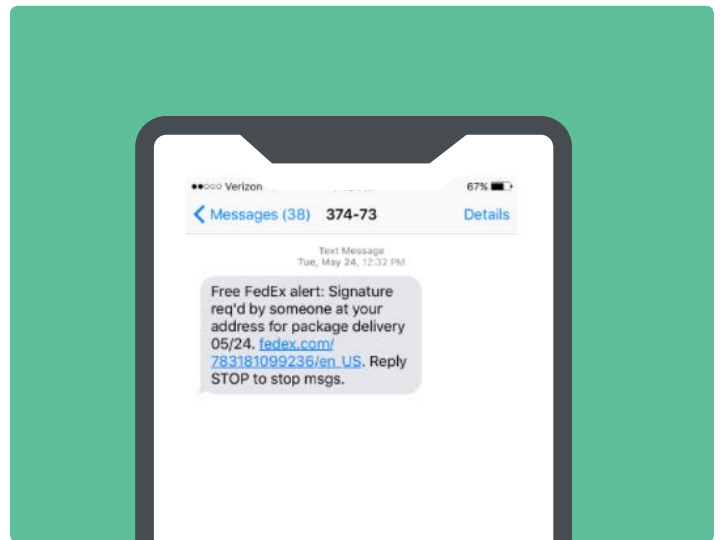 ●●○○○ Verizon 67%
Messages (38) 374-73 Details
Text Message
Tue, May 24, 12:32 PM
Free FedEx alert: Signature
req'd by someone at your
address for package delivery
05/24. fedex.com/
783181099236/en_US. Reply
STOP to stop msgs.